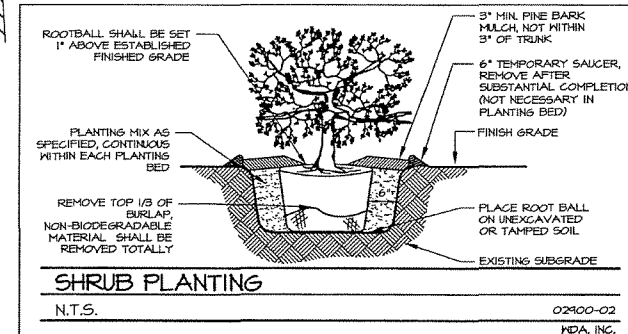 ROOTBALL SHALL BE SET
1" ABOVE ESTABLISHED
FINISHED GRADE
PLANTING MIX AS
SPECIFIED, CONTINUOUS
WITHIN EACH PLANTING
BED
REMOVE TOP 1/3 OF
BURLAP,
NON-BIODEGRADABLE
MATERIAL SHALL BE
REMOVED TOTALLY
3" MIN. PINE BARK
MULCH, NOT WITHIN
3" OF TRUNK
6" TEMPORARY SAUCER,
REMOVE AFTER
SUBSTANTIAL COMPLETION
(NOT NECESSARY IN
PLANTING BED)
FINISH GRADE
6"
PLACE ROOT BALL
ON UNEXCAVATED
OR TAMPED SOIL
EXISTING SUBGRADE
SHRUB PLANTING
N.T.S.
02900-02
WDA, INC.